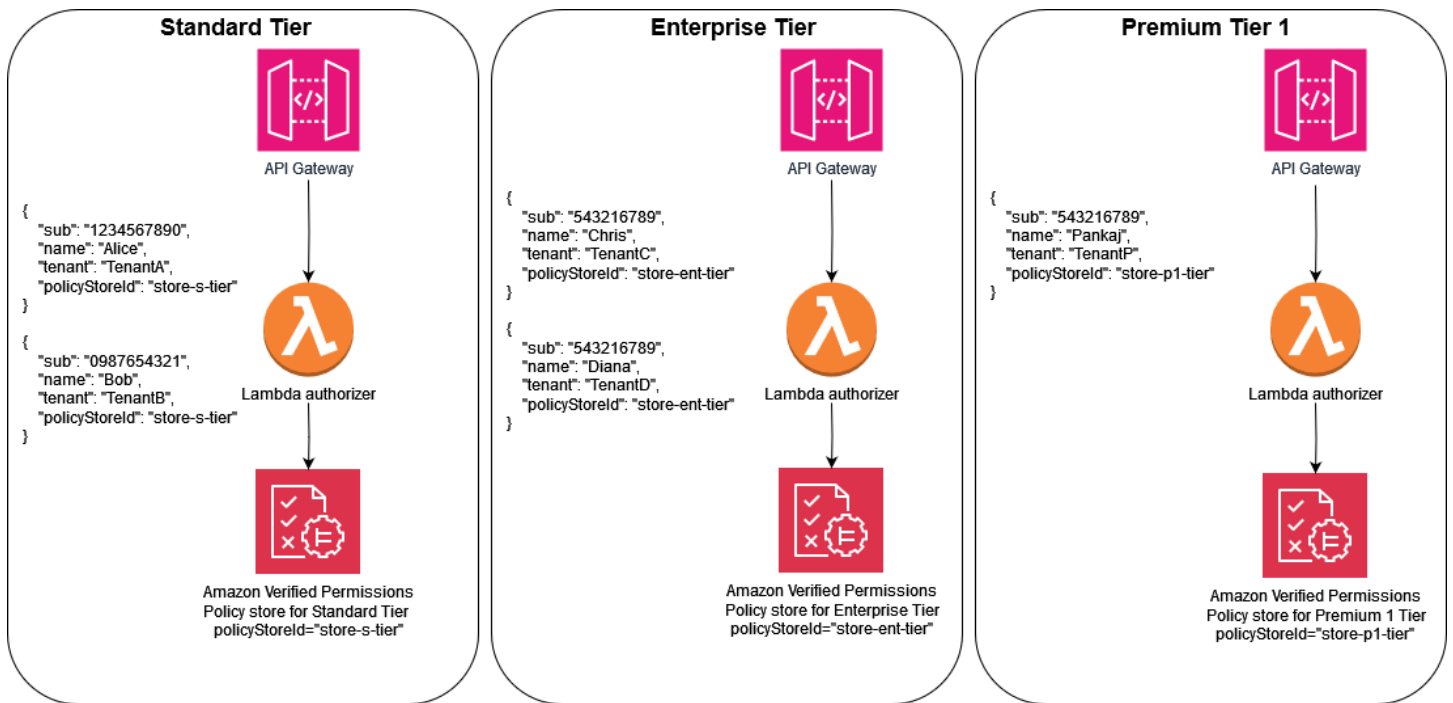 Standard Tier
API Gateway
{
"sub": "1234567890",
"name": "Alice",
"tenant": "TenantA",
"policyStoreId": "store-s-tier"
}
{
"sub": "0987654321",
"name": "Bob",
"tenant": "TenantB",
"policyStoreId": "store-s-tier"
}
Lambda authorizer
Amazon Verified Permissions
Policy store for Standard Tier
policyStoreId="store-s-tier"
Enterprise Tier
API Gateway
{
"sub": "543216789",
"name": "Chris",
"tenant": "TenantC",
"policyStoreId": "store-ent-tier"
}
{
"sub": "543216789",
"name": "Diana",
"tenant": "TenantD",
"policyStoreId": "store-ent-tier"
}
Lambda authorizer
Amazon Verified Permissions
Policy store for Enterprise Tier
policyStoreId="store-ent-tier"
Premium Tier 1
API Gateway
{
"sub": "543216789",
"name": "Pankaj",
"tenant": "TenantP",
"policyStoreId": "store-p1-tier"
}
Lambda authorizer
Amazon Verified Permissions
Policy store for Premium 1 Tier
policyStoreId="store-p1-tier"